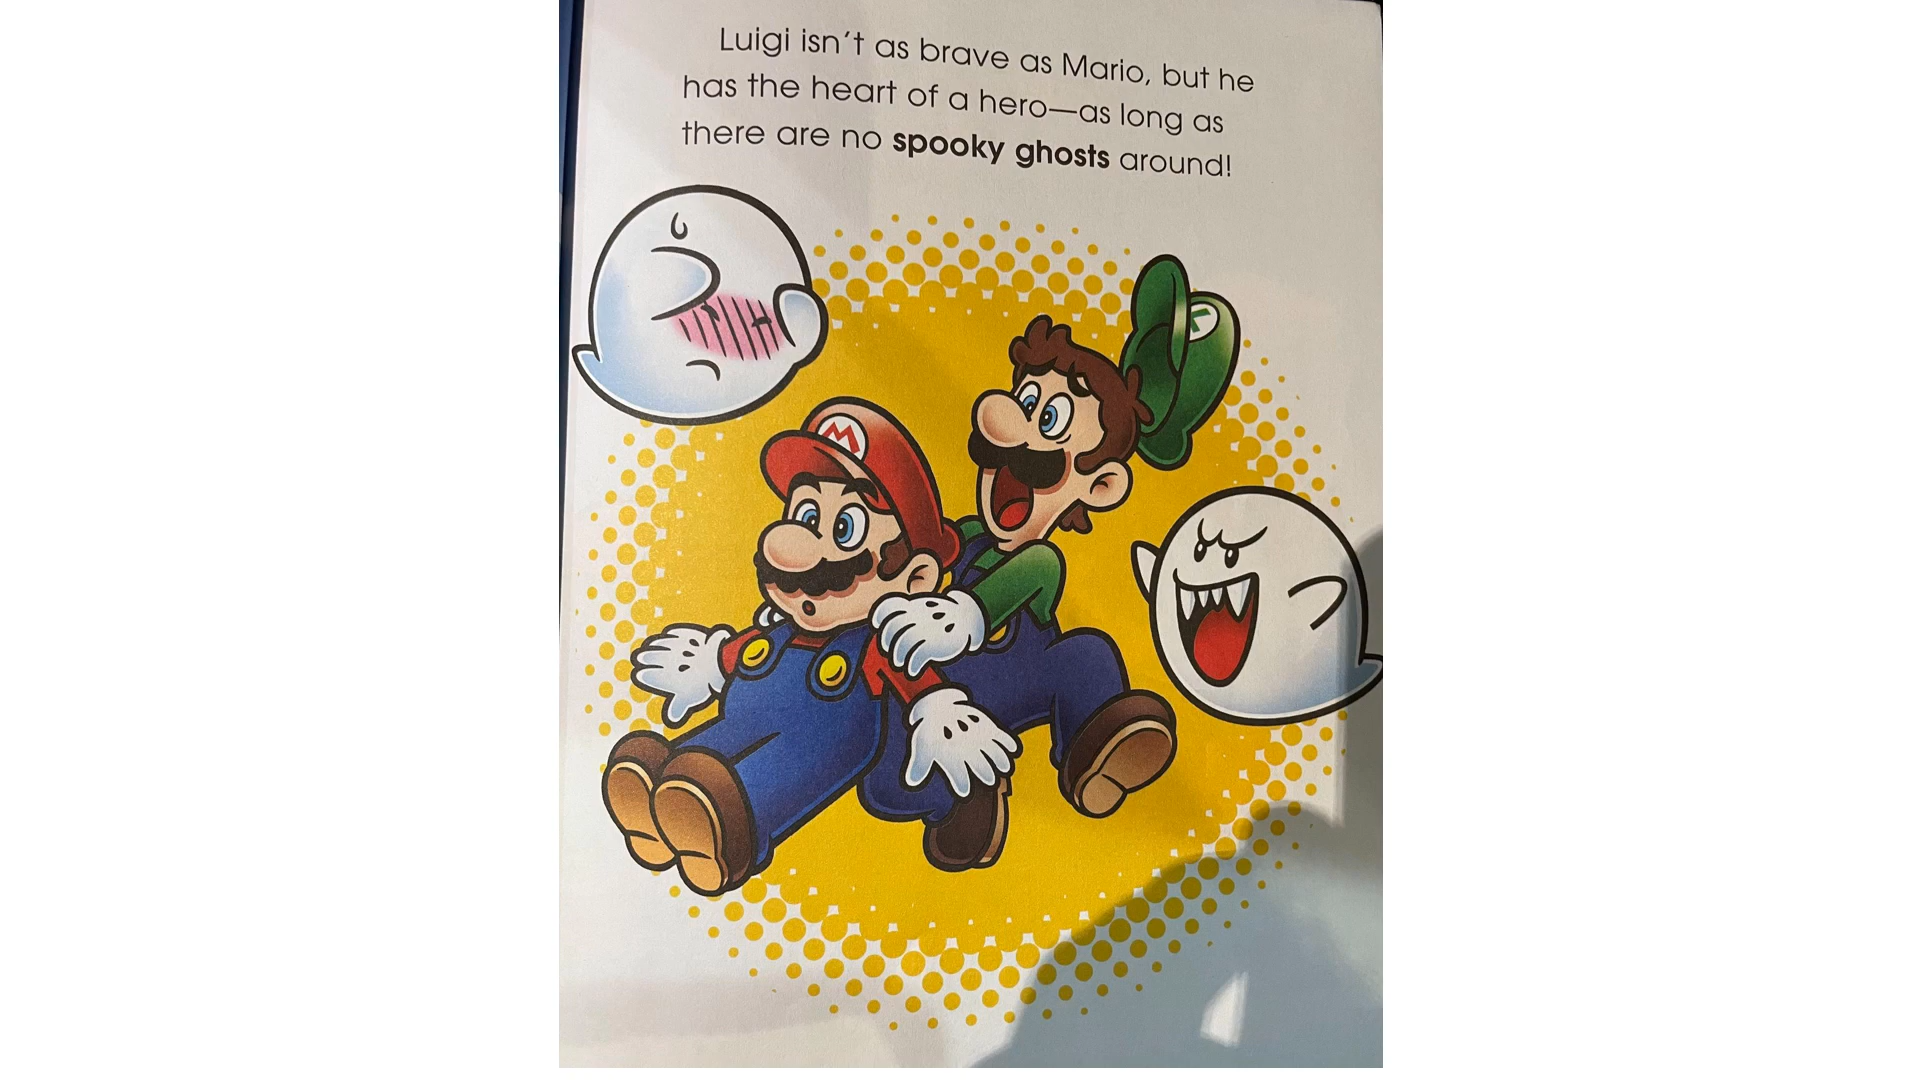 Luigi isn't as brave as Mario, but he
has the heart of a hero—as long as
there are no spooky ghosts around!
M
L